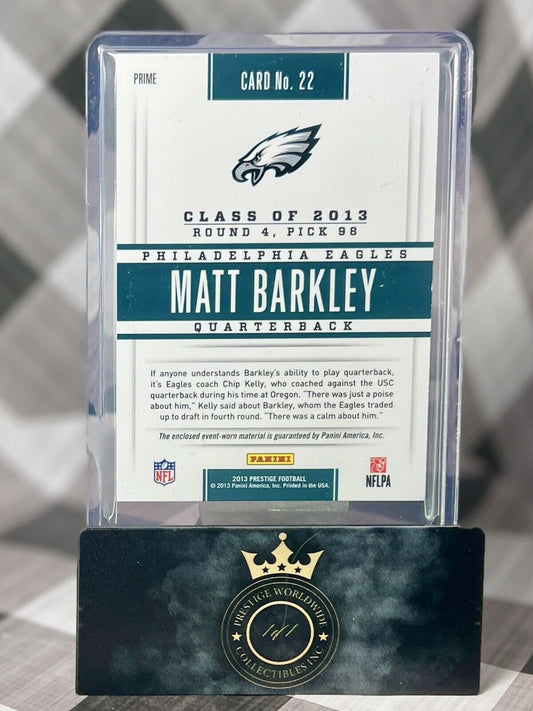 PRIME
CARD No. 22
CLASS OF 2013
ROUND 4, PICK 98
PHILADELPHIA EAGLES
MATT BARKLEY
QUARTERBACK
If anyone understands Barkley's ability to play quarterback,
it's Eagles coach Chip Kelly, who coached against the USC
quarterback during his time at Oregon. "There was just a poise
about him," Kelly said about Barkley, whom the Eagles traded
up to draft in fourth round. "There was a calm about him."
The enclosed event-worn material is guaranteed by Panini America, Inc.
NFL
PANINI
NFLPA
2013 PRESTIGE FOOTBALL
© 2013 Panini America, Inc. Printed in the USA.
PRESTIGE WORLDWIDE
1of1
COLLECTIBLES INC